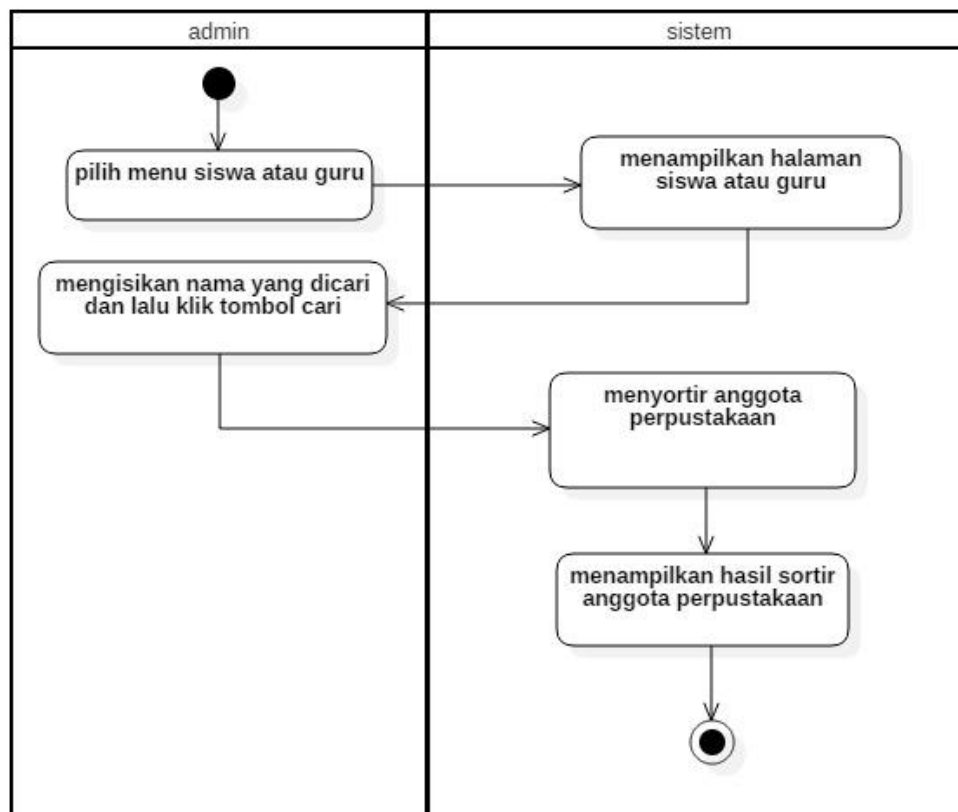 admin
sistem
pilih menu siswa atau guru
menampilkan halaman
siswa atau guru
mengisikan nama yang dicari
dan lalu klik tombol cari
menyortir anggota
perpustakaan
menampilkan hasil sortir
anggota perpustakaan